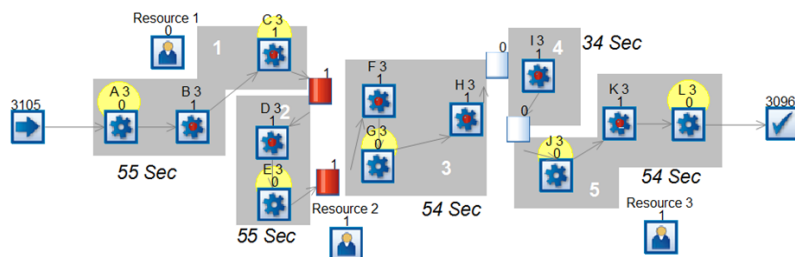 Resource 1
0
1
C 3
1
3105
A 3
0
B 3
1
55 Sec
1
2
D 3
1
E 3
0
1
55 Sec
Resource 2
1
F 3
1
G 3
0
H 3
1
3
54 Sec
0
I 3
1
4
34 Sec
0
J 3
0
5
K 3
1
L 3
0
54 Sec
Resource 3
1
3096